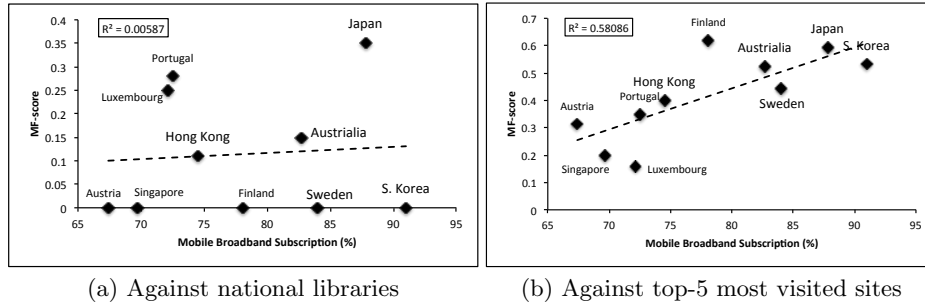 R² = 0.00587
0.4
0.35
0.3
0.25
0.2
0.15
0.1
0.05
0
MF-score
Japan
Portugal
Luxembourg
Hong Kong
Austrialia
Austria
Singapore
Finland
Sweden
S. Korea
65 70 75 80 85 90 95
Mobile Broadband Subscription (%)
(a) Against national libraries
R² = 0.58086
0.7
0.6
0.5
0.4
0.3
0.2
0.1
0
MF-score
Finland
Japan
Austrialia
S. Korea
Hong Kong
Portugal
Austria
Sweden
Singapore
Luxembourg
65 70 75 80 85 90 95
Mobile Broadband Subscription (%)
(b) Against top-5 most visited sites